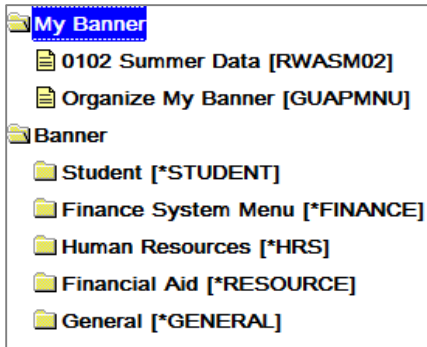 My Banner
0102 Summer Data [RWASM02]
Organize My Banner [GUAPMNU]
Banner
Student [*STUDENT]
Finance System Menu [*FINANCE]
Human Resources [*HRS]
Financial Aid [*RESOURCE]
General [*GENERAL]